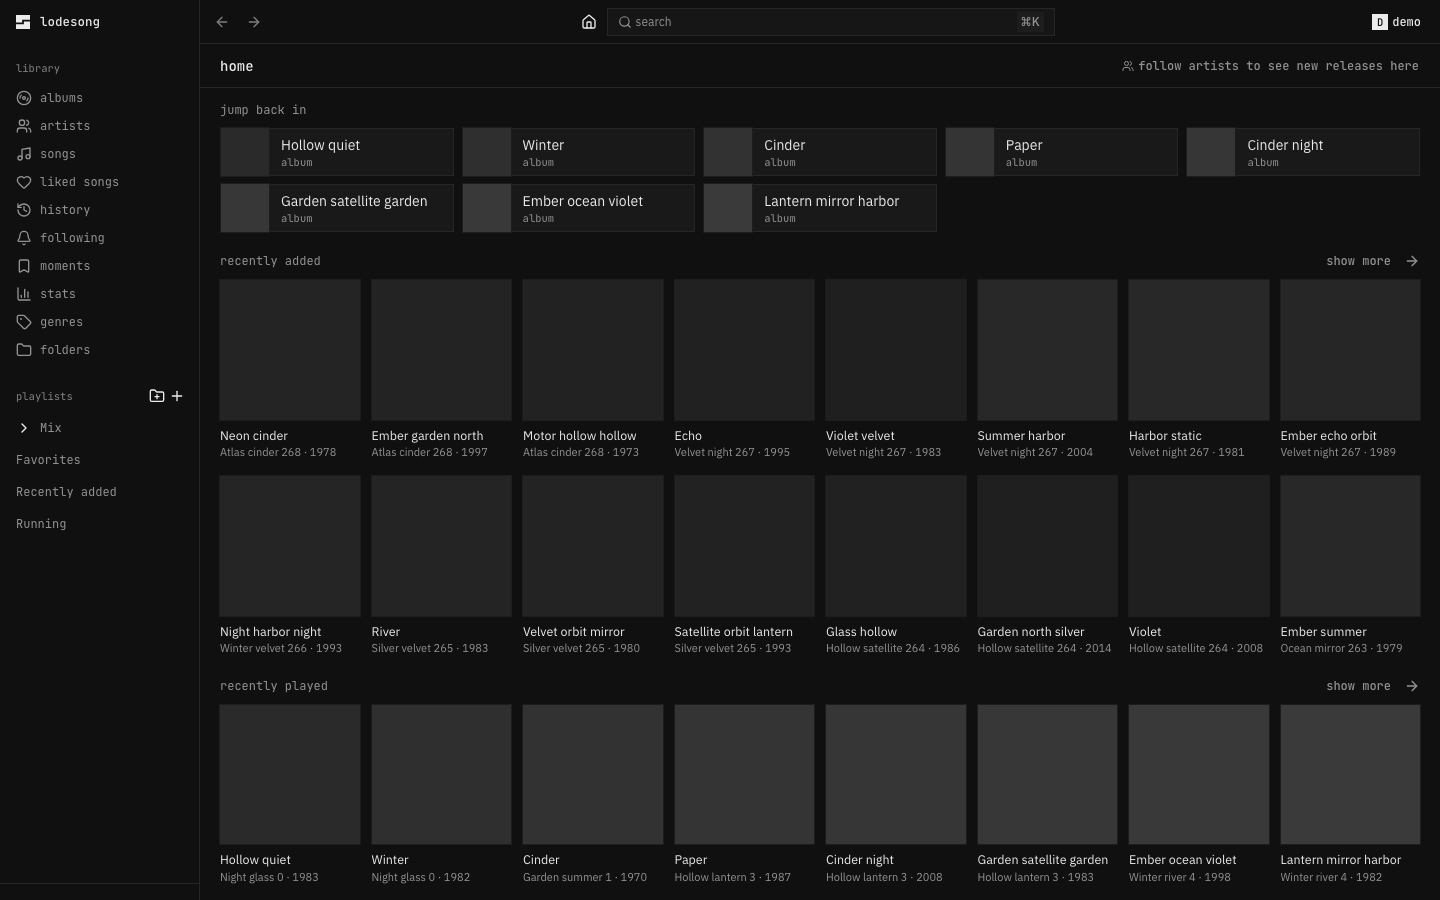 lodesong
search
⌘K
D demo
library
albums
artists
songs
liked songs
history
following
moments
stats
genres
folders
playlists
Mix
Favorites
Recently added
Running
home
follow artists to see new releases here
jump back in
Hollow quiet
album
Winter
album
Cinder
album
Paper
album
Cinder night
album
Garden satellite garden
album
Ember ocean violet
album
Lantern mirror harbor
album
recently added
show more
Neon cinder
Atlas cinder 268 · 1978
Ember garden north
Atlas cinder 268 · 1997
Motor hollow hollow
Atlas cinder 268 · 1973
Echo
Velvet night 267 · 1995
Violet velvet
Velvet night 267 · 1983
Summer harbor
Velvet night 267 · 2004
Harbor static
Velvet night 267 · 1981
Ember echo orbit
Velvet night 267 · 1989
Night harbor night
Winter velvet 266 · 1993
River
Silver velvet 265 · 1983
Velvet orbit mirror
Silver velvet 265 · 1980
Satellite orbit lantern
Silver velvet 265 · 1993
Glass hollow
Hollow satellite 264 · 1986
Garden north silver
Hollow satellite 264 · 2014
Violet
Hollow satellite 264 · 2008
Ember summer
Ocean mirror 263 · 1979
recently played
show more
Hollow quiet
Night glass 0 · 1983
Winter
Night glass 0 · 1982
Cinder
Garden summer 1 · 1970
Paper
Hollow lantern 3 · 1987
Cinder night
Hollow lantern 3 · 2008
Garden satellite garden
Hollow lantern 3 · 1983
Ember ocean violet
Winter river 4 · 1998
Lantern mirror harbor
Winter river 4 · 1982